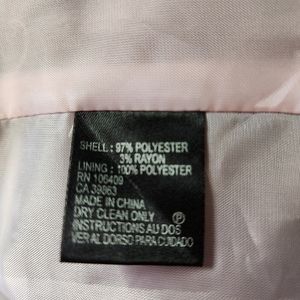 SHELL : 97% POLYESTER
3% RAYON
LINING : 100% POLYESTER
RN 106409
CA 39863
MADE IN CHINA
DRY CLEAN ONLY Ⓟ
INSTRUCTIONS AU DOS
VER AL DORSO PARA CUIDADO